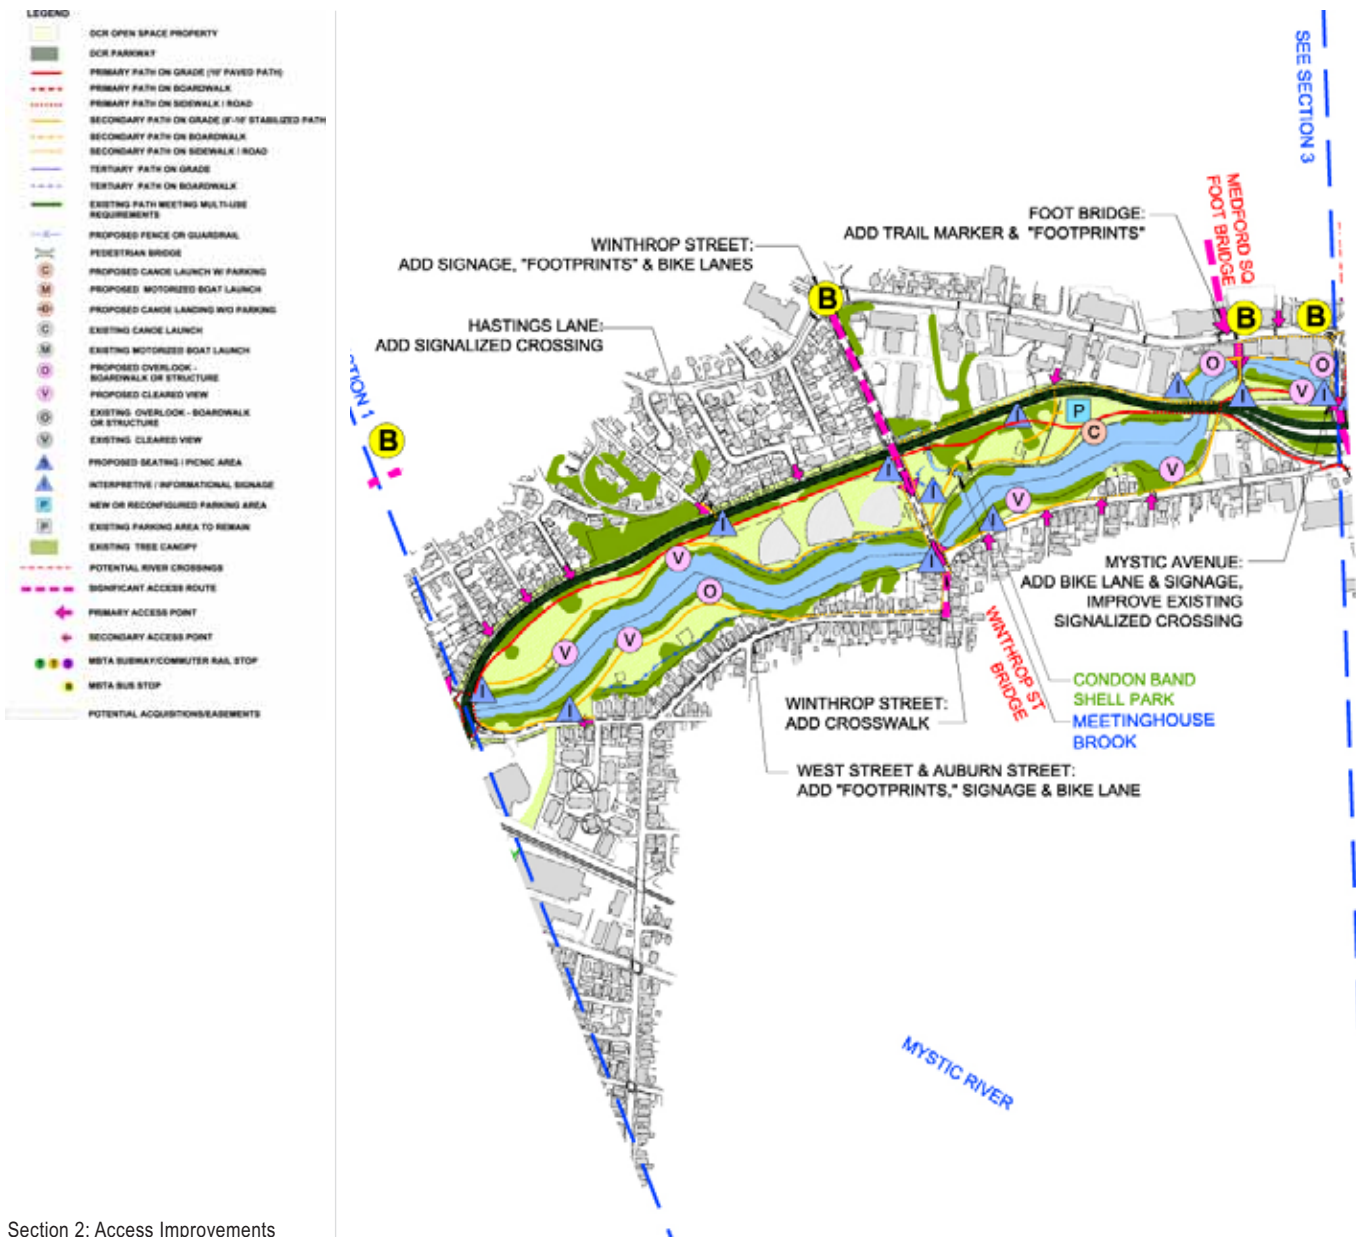 LEGEND
DCR OPEN SPACE PROPERTY
DCR PARKWAY
PRIMARY PATH ON GRADE (10' PAVED PATH)
PRIMARY PATH ON BOARDWALK
PRIMARY PATH ON SIDEWALK / ROAD
SECONDARY PATH ON GRADE (8'-10' STABILIZED PATH
SECONDARY PATH ON BOARDWALK
SECONDARY PATH ON SIDEWALK / ROAD
TERTIARY PATH ON GRADE
TERTIARY PATH ON BOARDWALK
EXISTING PATH MEETING MULTI-USE
REQUIREMENTS
PROPOSED FENCE OR GUARDRAIL
PEDESTRIAN BRIDGE
C PROPOSED CANOE LAUNCH W/ PARKING
M PROPOSED MOTORIZED BOAT LAUNCH
PROPOSED CANOE LANDING W/O PARKING
C EXISTING CANOE LAUNCH
M EXISTING MOTORIZED BOAT LAUNCH
O PROPOSED OVERLOOK -
BOARDWALK OR STRUCTURE
V PROPOSED CLEARED VIEW
O EXISTING OVERLOOK - BOARDWALK
OR STRUCTURE
V EXISTING CLEARED VIEW
PROPOSED SEATING / PICNIC AREA
I INTERPRETIVE / INFORMATIONAL SIGNAGE
P NEW OR RECONFIGURED PARKING AREA
P EXISTING PARKING AREA TO REMAIN
EXISTING TREE CANOPY
POTENTIAL RIVER CROSSINGS
SIGNIFICANT ACCESS ROUTE
PRIMARY ACCESS POINT
SECONDARY ACCESS POINT
T T MBTA SUBWAY/COMMUTER RAIL STOP
B MBTA BUS STOP
POTENTIAL ACQUISITIONS/EASEMENTS
SEE SECTION 3
MEDFORD SQ
FOOT BRIDGE
FOOT BRIDGE:
ADD TRAIL MARKER & "FOOTPRINTS"
WINTHROP STREET:
ADD SIGNAGE, "FOOTPRINTS" & BIKE LANES
HASTINGS LANE:
ADD SIGNALIZED CROSSING
CTION 1
B
B
B
B
O
O
V
I
I
I
P
C
I
I
I
I
I
I
V
V
V
O
V
V
I
I
MYSTIC AVENUE:
ADD BIKE LANE & SIGNAGE,
IMPROVE EXISTING
SIGNALIZED CROSSING
WINTHROP ST
BRIDGE
CONDON BAND
SHELL PARK
MEETINGHOUSE
BROOK
WINTHROP STREET:
ADD CROSSWALK
WEST STREET & AUBURN STREET:
ADD "FOOTPRINTS," SIGNAGE & BIKE LANE
MYSTIC RIVER
Section 2: Access Improvements